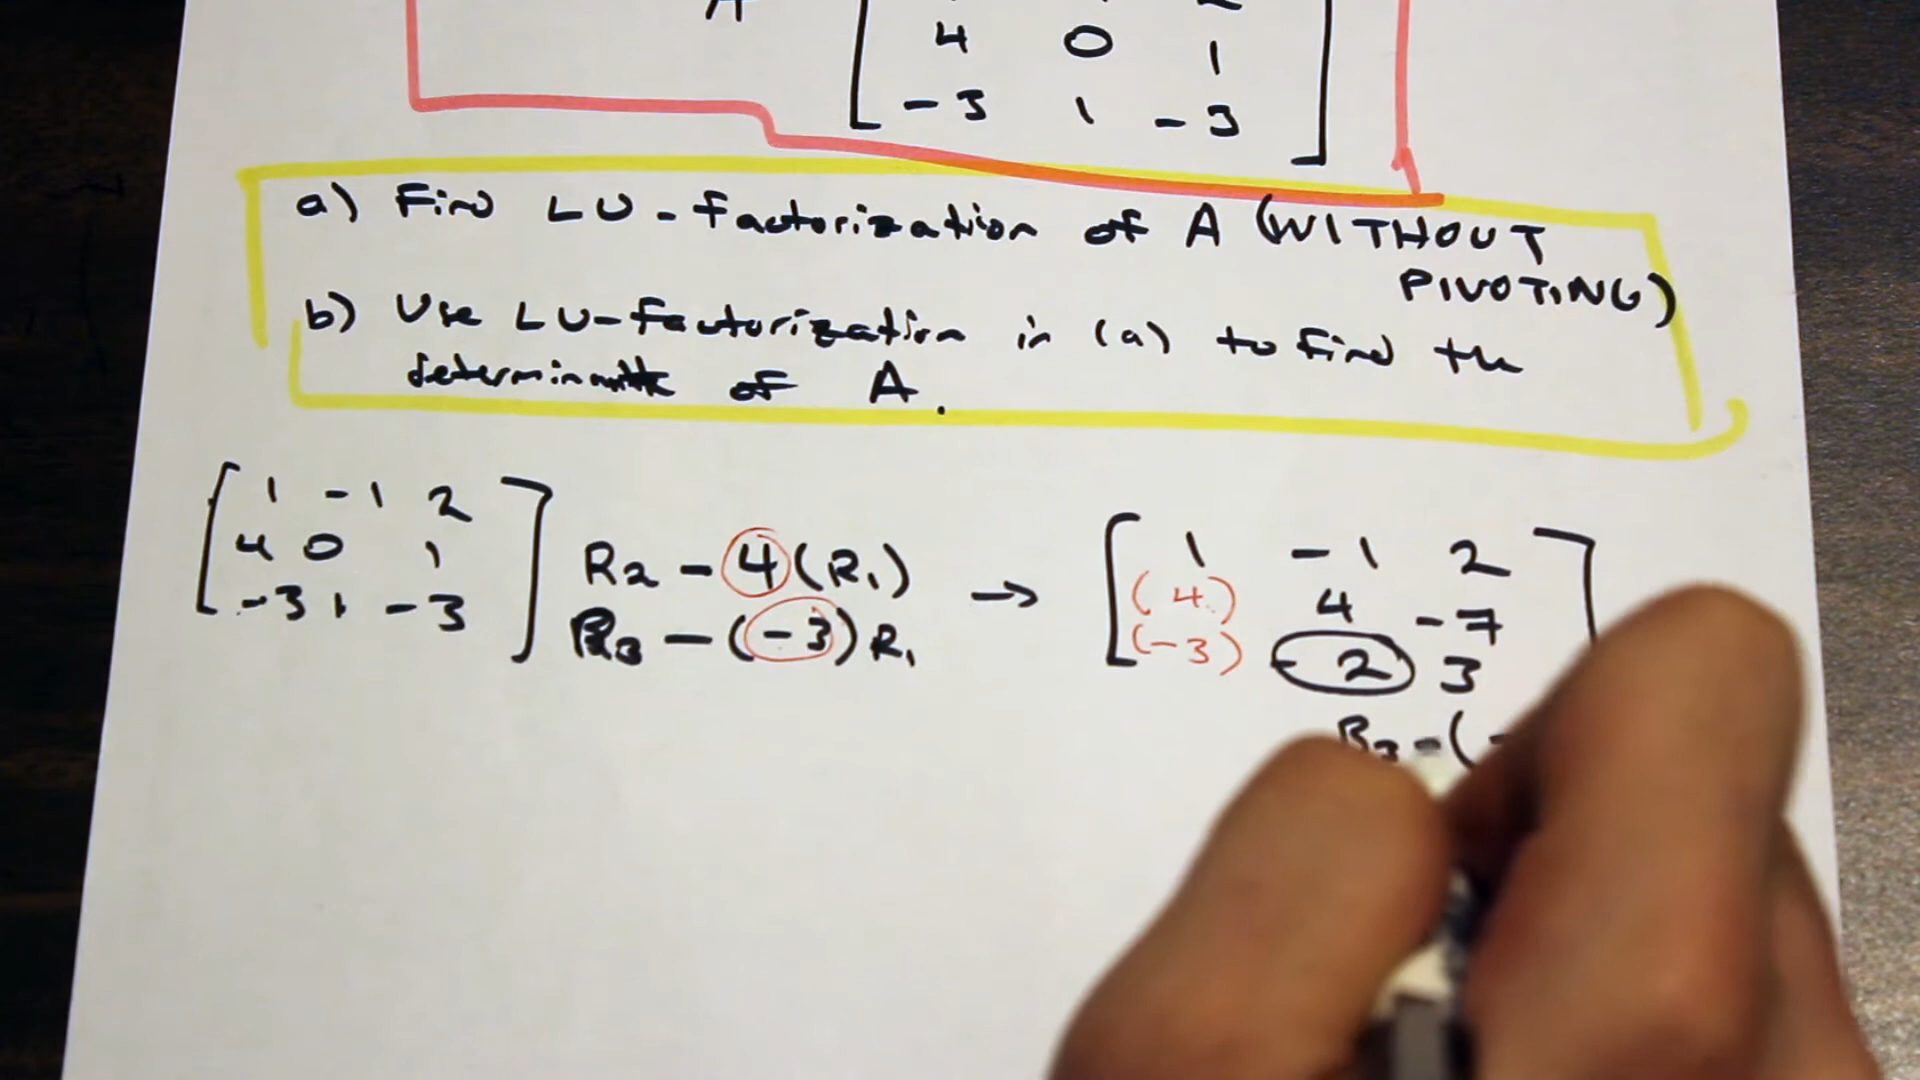 A
4 0 1
-3 1 -3
a) Find LU-factorization of A (WITHOUT
PIVOTING)
b) Use LU-factorization in (a) to find the
of A.
1 -1 2
4 0 1
-3 1 -3
R2 - 4(R1)
R3 - (-3)R1
→
1 -1 2
(4) 4 -7
(-3) -2 3
R3-(-